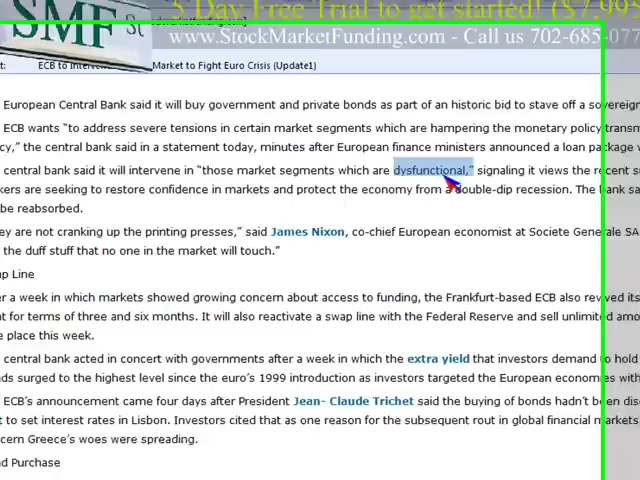 5 Day Free Trial to get started! ($7,995
SMF St
www.StockMarketFunding.com - Call us 702-685-077
t: ECB to Interv Market to Fight Euro Crisis (Update1)
European Central Bank said it will buy government and private bonds as part of an historic bid to stave off a sovereign
ECB wants “to address severe tensions in certain market segments which are hampering the monetary policy transm
cy,” the central bank said in a statement today, minutes after European finance ministers announced a loan package w
central bank said it will intervene in “those market segments which are dysfunctional,” signaling it views the recent su
kers are seeking to restore confidence in markets and protect the economy from a double-dip recession. The bank sa
be reabsorbed.
ey are not cranking up the printing presses,” said James Nixon, co-chief European economist at Societe Generale SA
the duff stuff that no one in the market will touch.”
ap Line
r a week in which markets showed growing concern about access to funding, the Frankfurt-based ECB also revived its
nt for terms of three and six months. It will also reactivate a swap line with the Federal Reserve and sell unlimited amo
e place this week.
central bank acted in concert with governments after a week in which the extra yield that investors demand to hold
ds surged to the highest level since the euro’s 1999 introduction as investors targeted the European economies with
ECB’s announcement came four days after President Jean- Claude Trichet said the buying of bonds hadn’t been disc
t to set interest rates in Lisbon. Investors cited that as one reason for the subsequent rout in global financial markets
cern Greece’s woes were spreading.
d Purchase